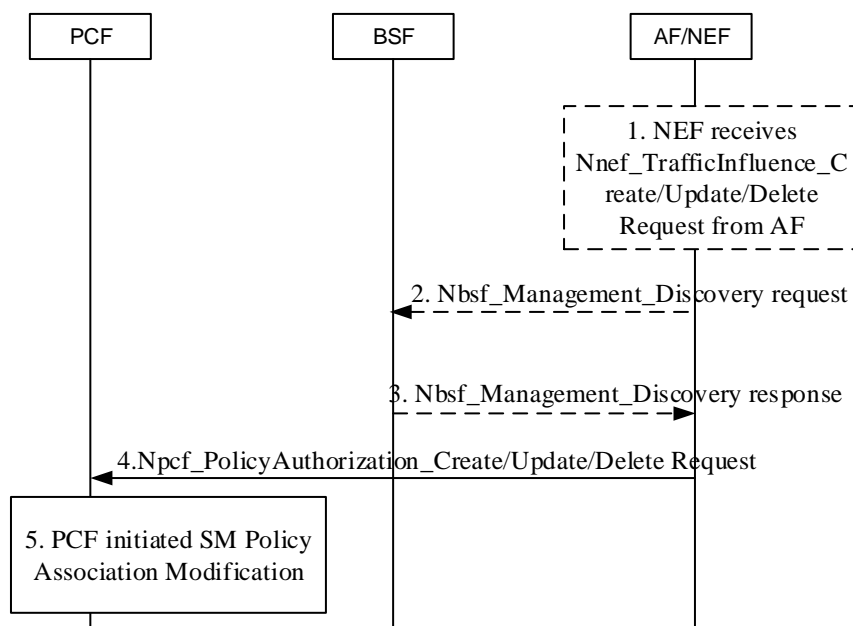 PCF
BSF
AF/NEF
1. NEF receives
Nnef_TrafficInfluence_C
reate/Update/Delete
Request from AF
2. Nbsf_Management_Discovery request
3. Nbsf_Management_Discovery response
4.Npcf_PolicyAuthorization_Create/Update/Delete Request
5. PCF initiated SM Policy
Association Modification